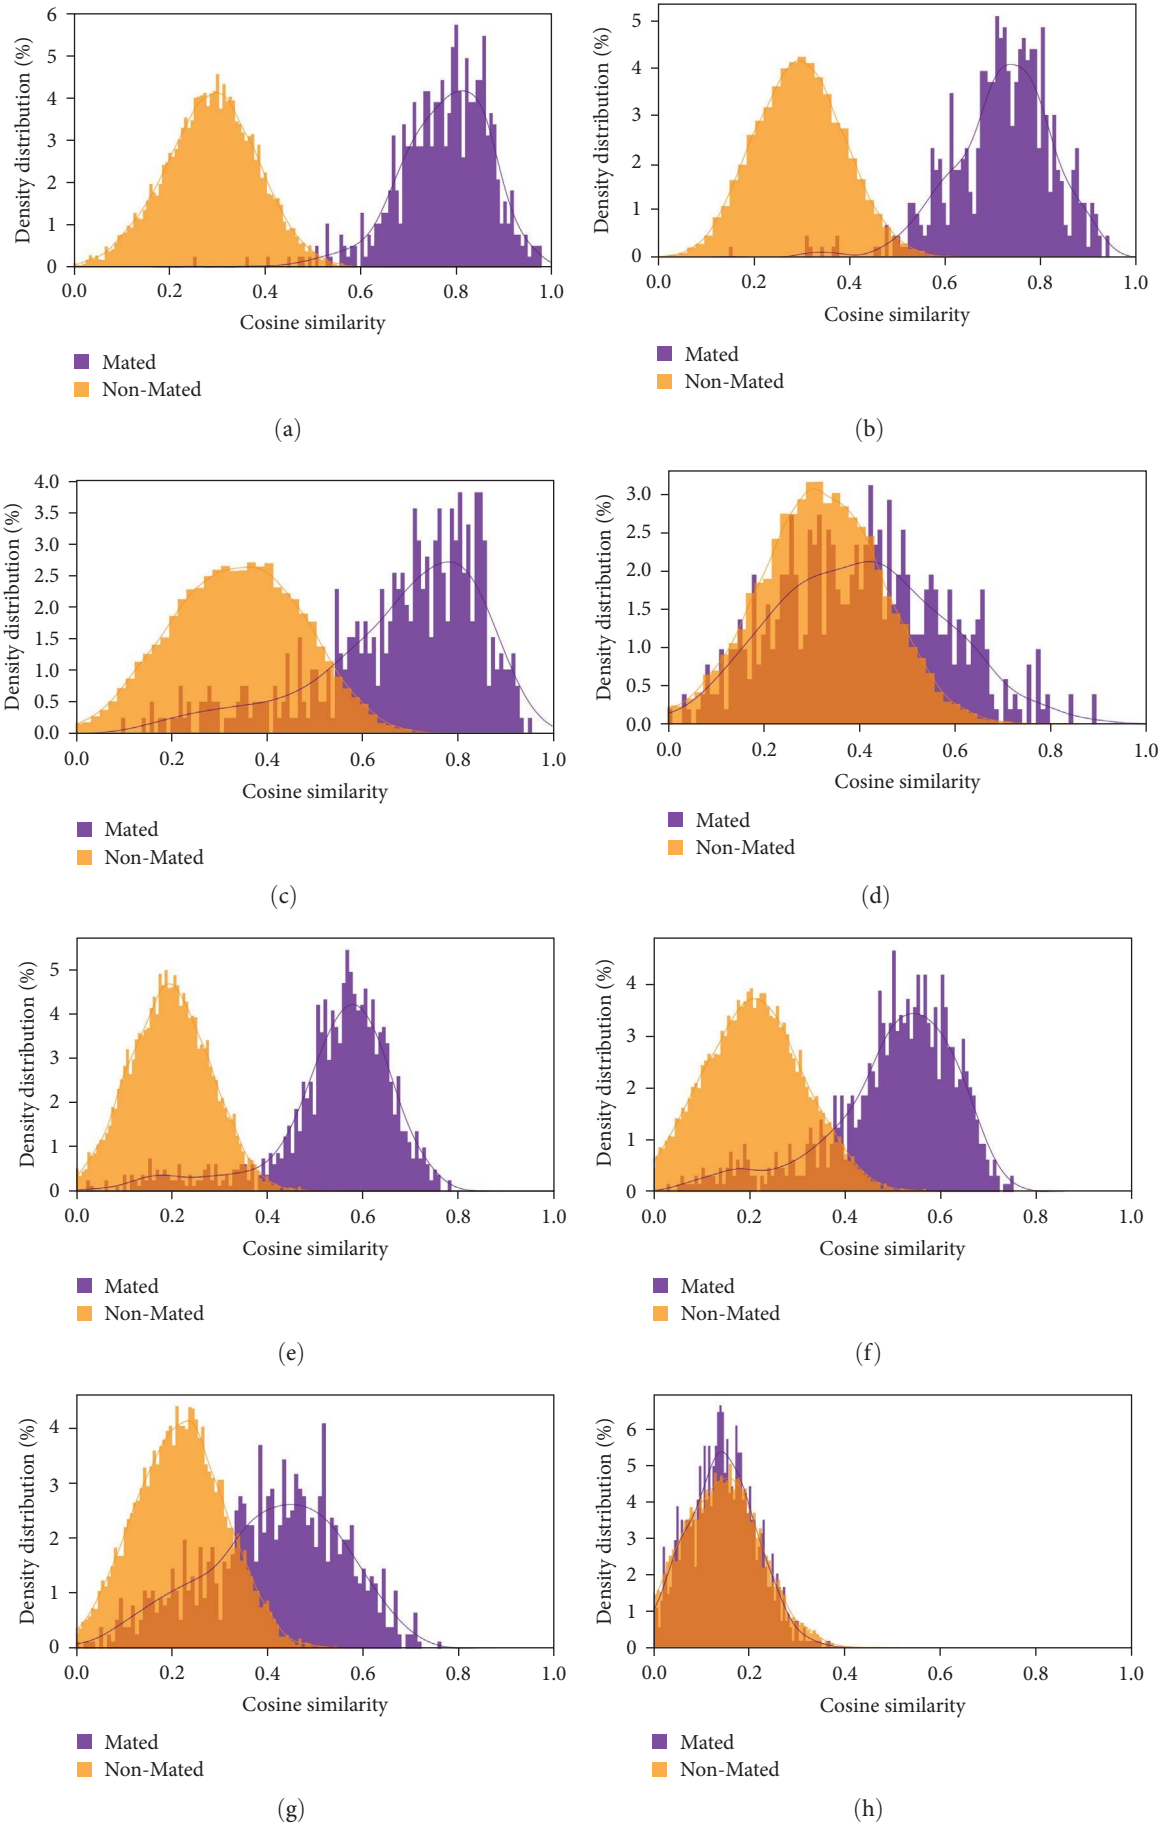 Density distribution (%)
6
5
4
3
2
1
0
0.0 0.2 0.4 0.6 0.8 1.0
Cosine similarity
Mated
Non-Mated
(a)
Density distribution (%)
5
4
3
2
1
0
0.0 0.2 0.4 0.6 0.8 1.0
Cosine similarity
Mated
Non-Mated
(b)
Density distribution (%)
4.0
3.5
3.0
2.5
2.0
1.5
1.0
0.5
0.0
0.0 0.2 0.4 0.6 0.8 1.0
Cosine similarity
Mated
Non-Mated
(c)
Density distribution (%)
3.0
2.5
2.0
1.5
1.0
0.5
0.0
0.0 0.2 0.4 0.6 0.8 1.0
Cosine similarity
Mated
Non-Mated
(d)
Density distribution (%)
5
4
3
2
1
0
0.0 0.2 0.4 0.6 0.8 1.0
Cosine similarity
Mated
Non-Mated
(e)
Density distribution (%)
4
3
2
1
0
0.0 0.2 0.4 0.6 0.8 1.0
Cosine similarity
Mated
Non-Mated
(f)
Density distribution (%)
4
3
2
1
0
0.0 0.2 0.4 0.6 0.8 1.0
Cosine similarity
Mated
Non-Mated
(g)
Density distribution (%)
6
5
4
3
2
1
0
0.0 0.2 0.4 0.6 0.8 1.0
Cosine similarity
Mated
Non-Mated
(h)